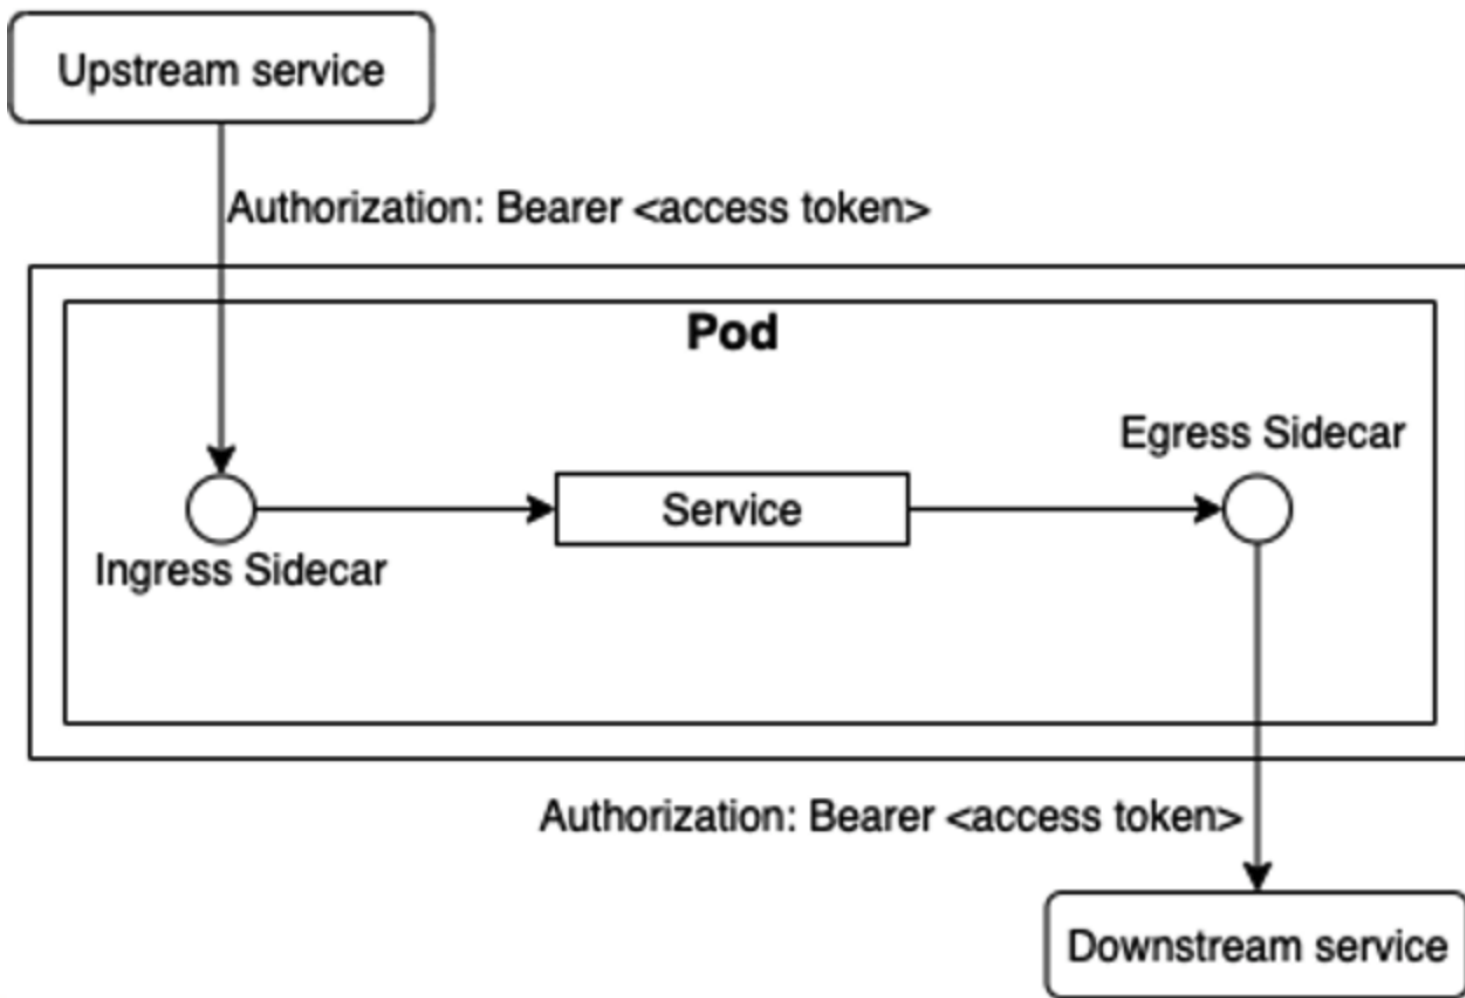 Upstream service
Authorization: Bearer <access token>
Pod
Egress Sidecar
Service
Ingress Sidecar
Authorization: Bearer <access token>
Downstream service